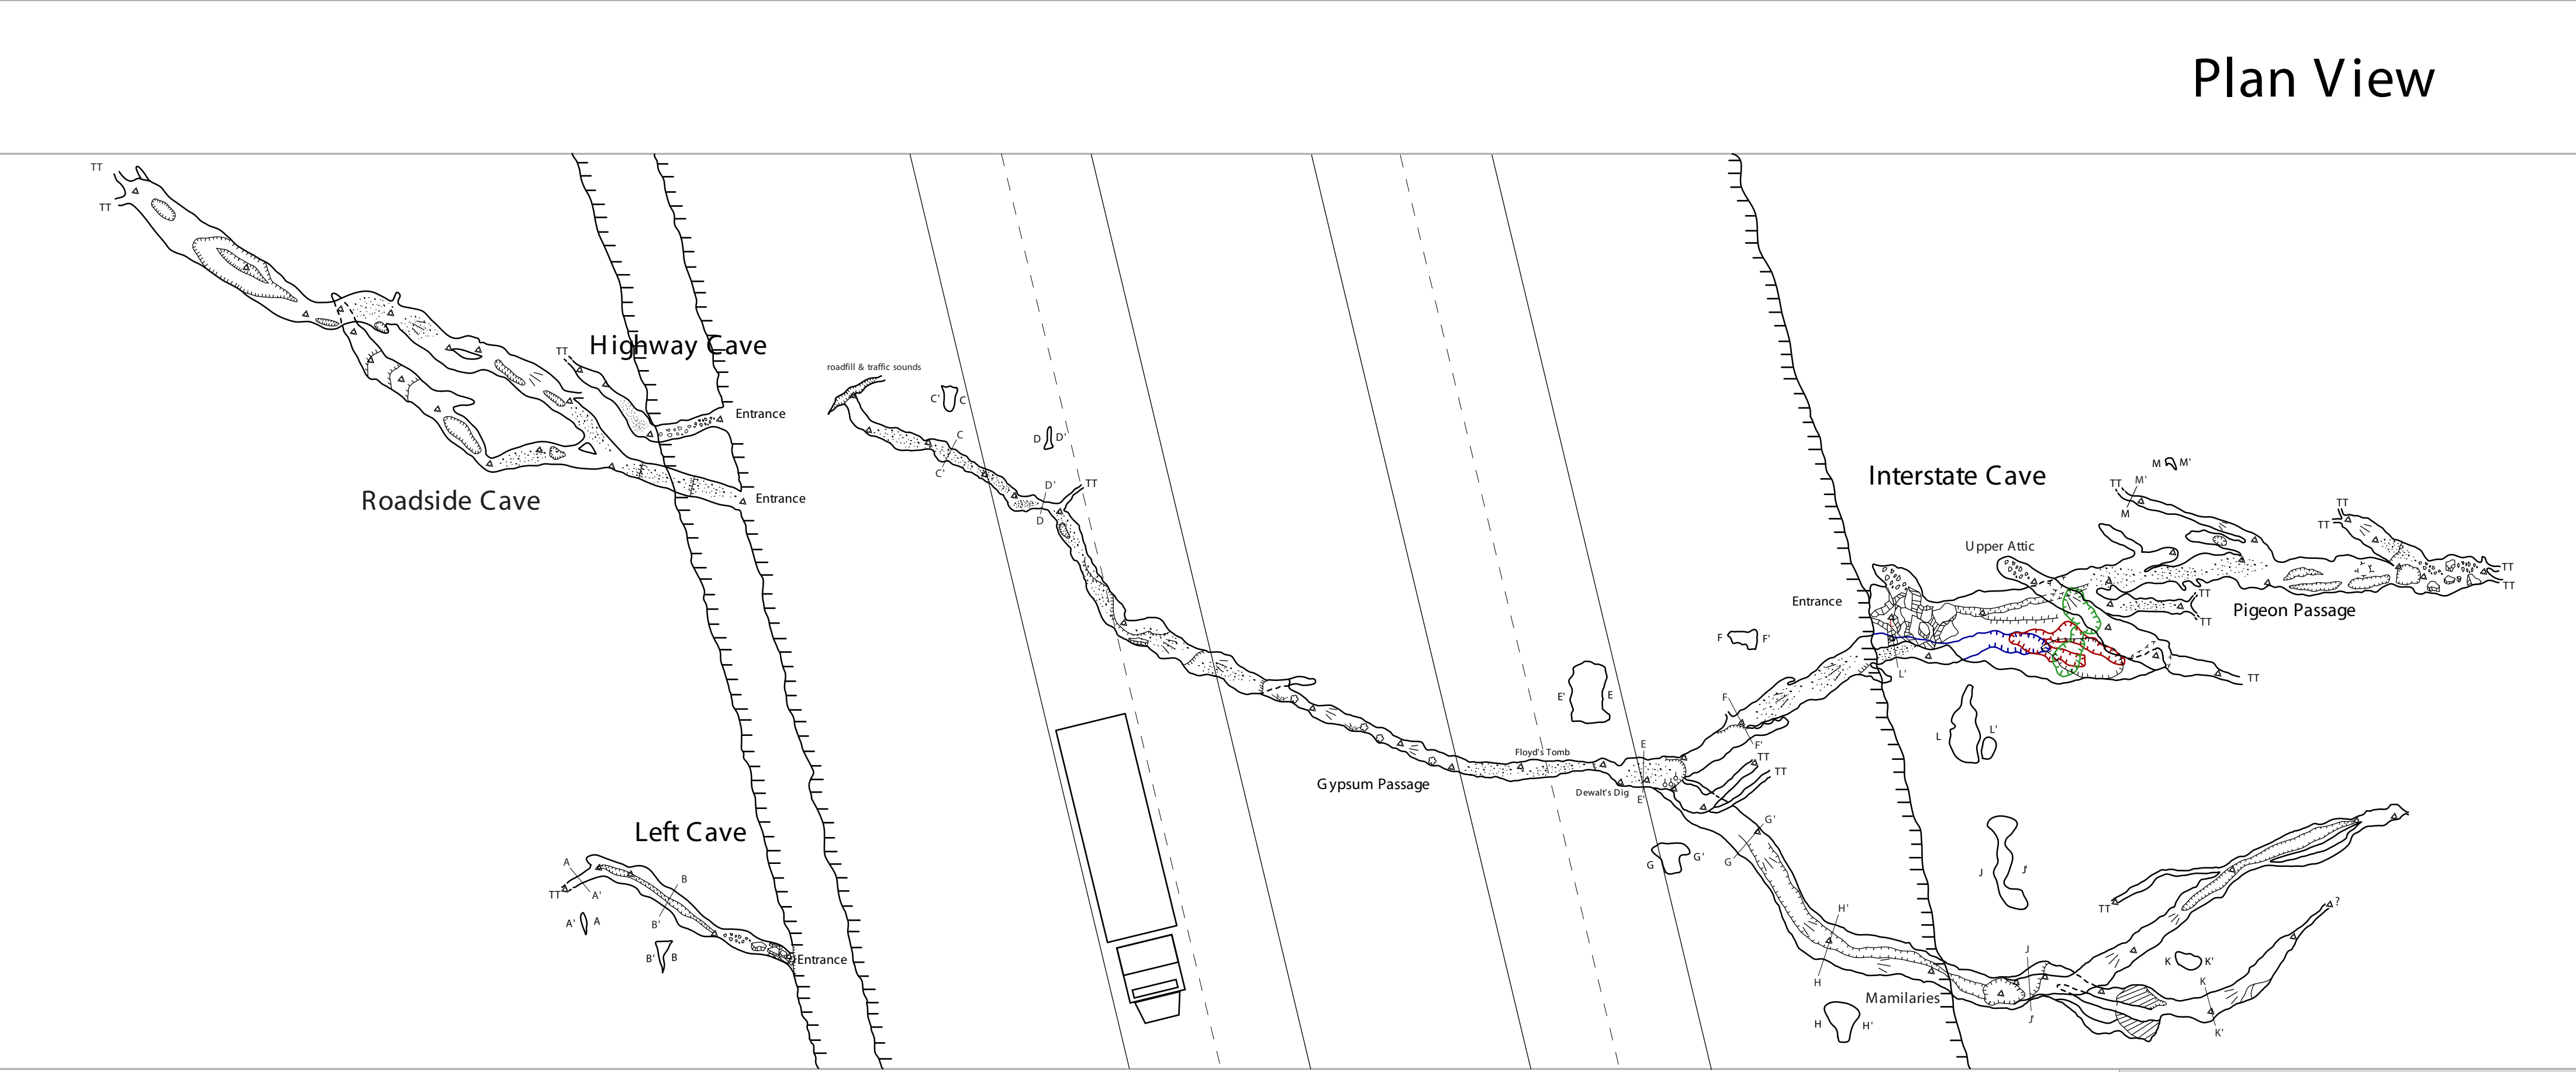 Plan View
TT
TT
Highway Cave
TT
Entrance
Entrance
Roadside Cave
roadfill & traffic sounds
C'
C
C
C'
D
D'
D'
D
TT
Interstate Cave
M
M'
TT
M'
M
TT
TT
Upper Attic
TT
TT
Entrance
TT
TT
Pigeon Passage
F
F'
L'
TT
E'
E
F
F'
L
L'
E
Floyd's Tomb
Dewalt's Dig
E'
TT
TT
Gypsum Passage
Left Cave
A
A'
TT
B
B'
A'
A
B'
B
Entrance
G'
G
G
G'
J
J'
TT
?
H'
H
J
J'
K
K'
K
K'
Mamilaries
H
H'